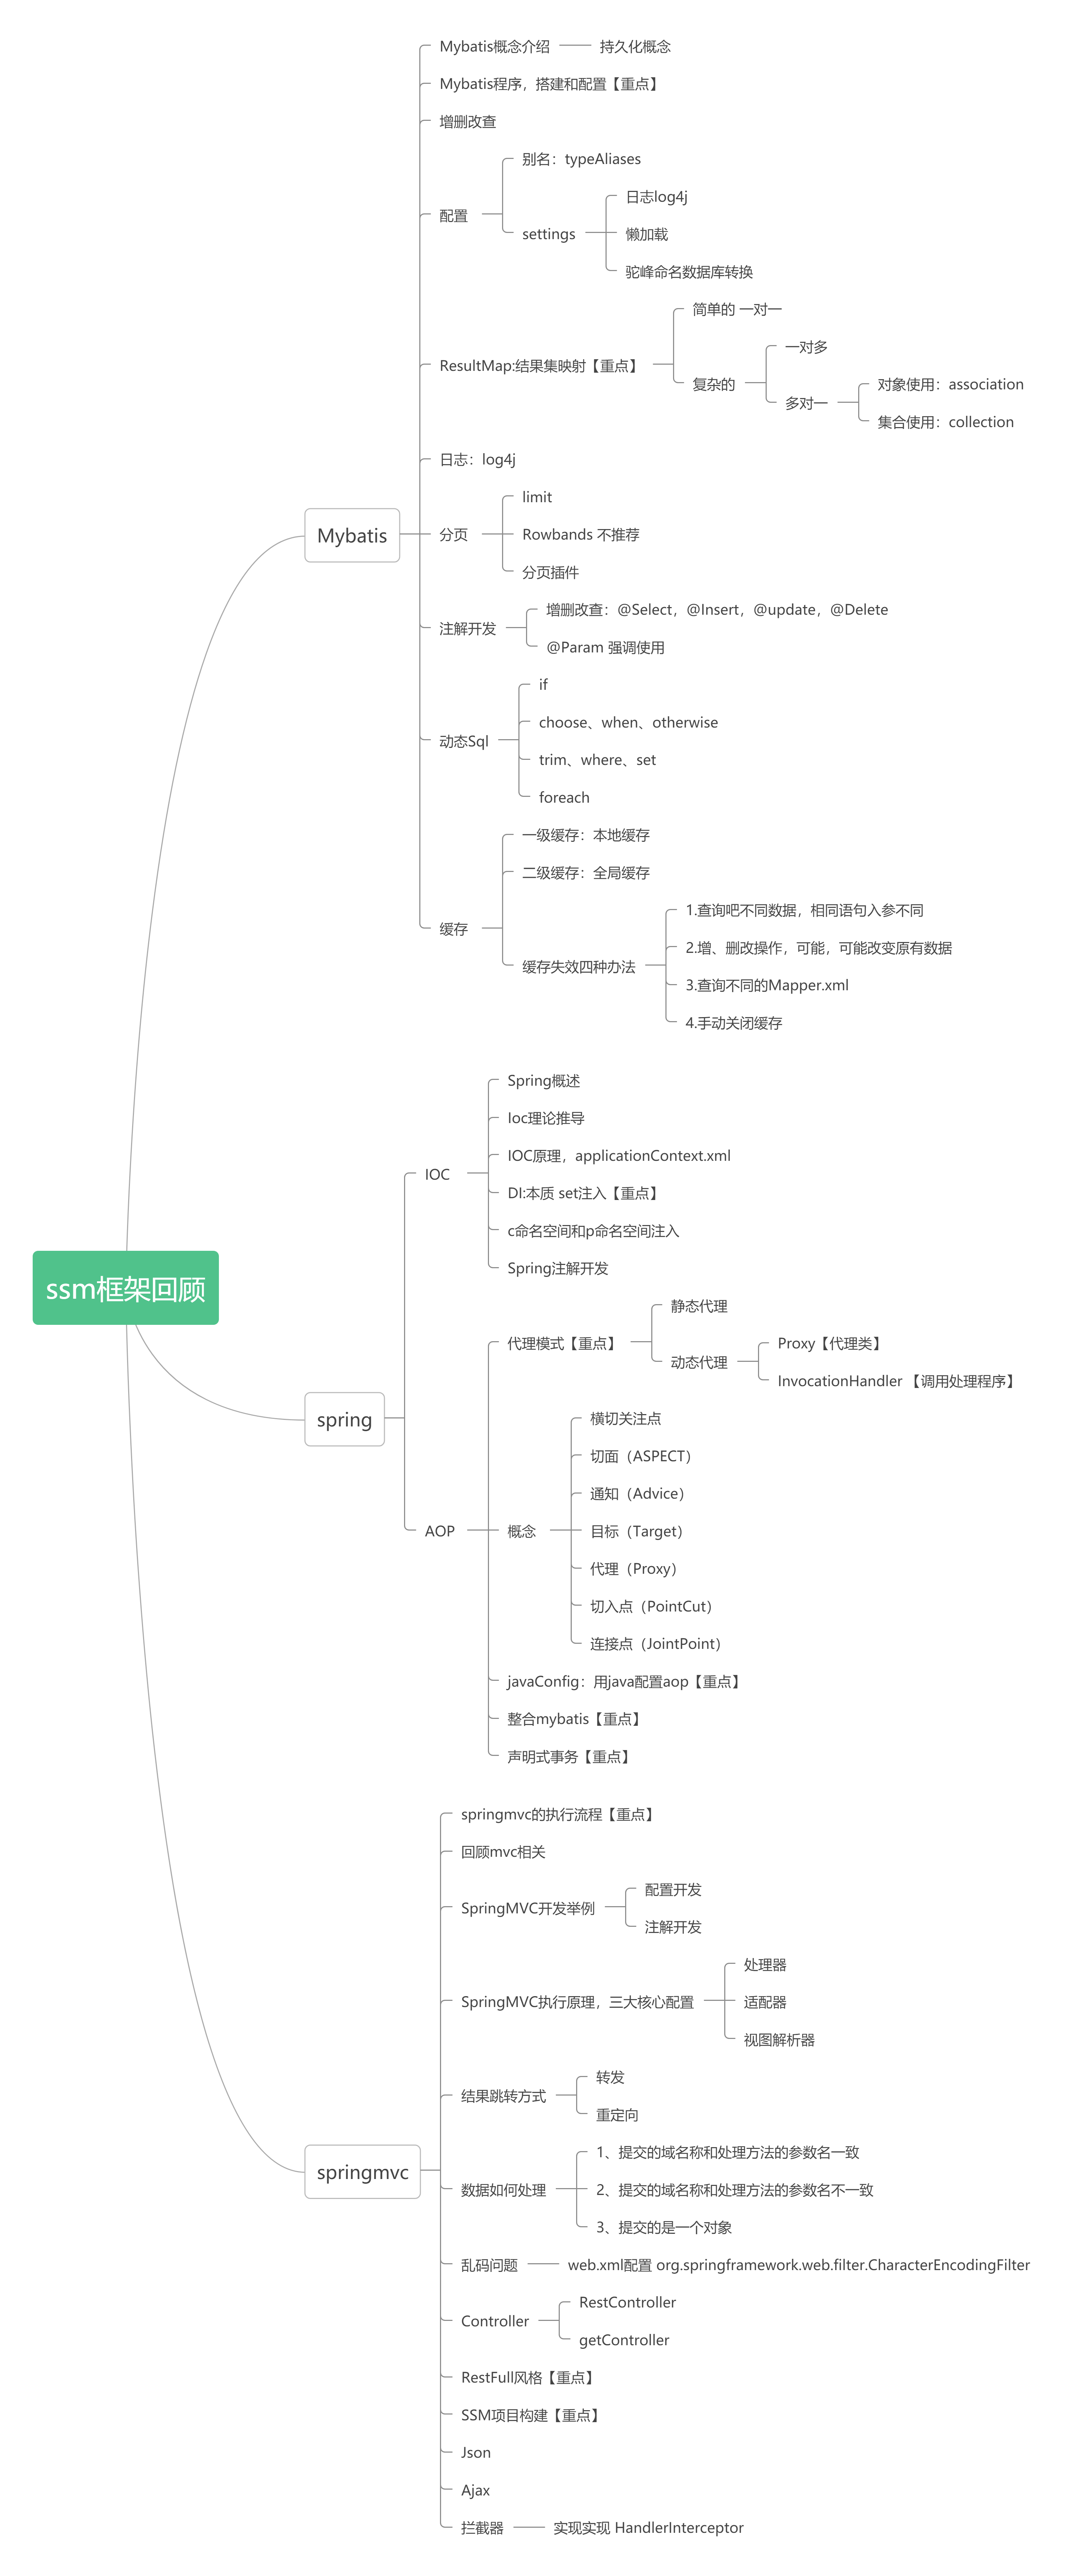 Mybatis概念介绍
持久化概念
Mybatis程序，搭建和配置【重点】
增删改查
别名：typeAliases
日志log4j
配置
settings
懒加载
驼峰命名数据库转换
简单的 一对一
一对多
ResultMap:结果集映射【重点】
复杂的
对象使用：association
多对一
集合使用：collection
日志：log4j
limit
Mybatis
分页
Rowbands 不推荐
分页插件
增删改查：@Select，@Insert，@update，@Delete
注解开发
@Param 强调使用
if
choose、when、otherwise
动态Sql
trim、where、set
foreach
一级缓存：本地缓存
二级缓存：全局缓存
1.查询吧不同数据，相同语句入参不同
缓存
2.增、删改操作，可能，可能改变原有数据
缓存失效四种办法
3.查询不同的Mapper.xml
4.手动关闭缓存
Spring概述
Ioc理论推导
IOC原理，applicationContext.xml
IOC
DI:本质 set注入【重点】
c命名空间和p命名空间注入
Spring注解开发
ssm框架回顾
静态代理
代理模式【重点】
Proxy【代理类】
动态代理
InvocationHandler 【调用处理程序】
spring
横切关注点
切面（ASPECT）
通知（Advice）
AOP
概念
目标（Target）
代理（Proxy）
切入点（PointCut）
连接点（JointPoint）
javaConfig：用java配置aop【重点】
整合mybatis【重点】
声明式事务【重点】
springmvc的执行流程【重点】
回顾mvc相关
配置开发
SpringMVC开发举例
注解开发
处理器
SpringMVC执行原理，三大核心配置
适配器
视图解析器
转发
结果跳转方式
重定向
1、提交的域名称和处理方法的参数名一致
springmvc
数据如何处理
2、提交的域名称和处理方法的参数名不一致
3、提交的是一个对象
乱码问题
web.xml配置 org.springframework.web.filter.CharacterEncodingFilter
RestController
Controller
getController
RestFull风格【重点】
SSM项目构建【重点】
Json
Ajax
拦截器
实现实现 HandlerInterceptor